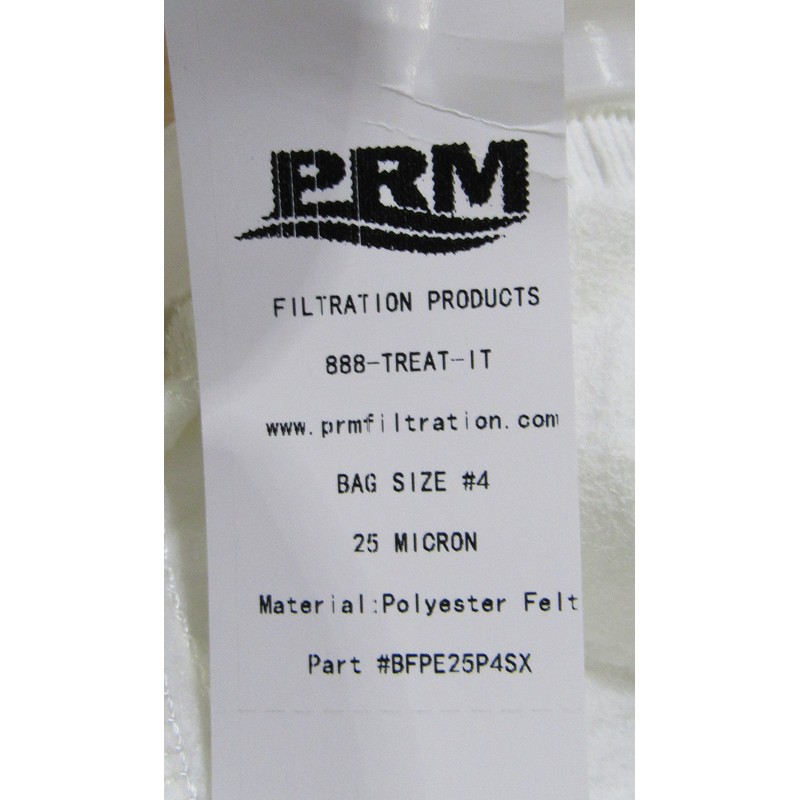 PRM
FILTRATION PRODUCTS
888-TREAT-IT
www.prmfiltration.com
BAG SIZE #4
25 MICRON
Material:Polyester Felt
Part #BFPE25P4SX